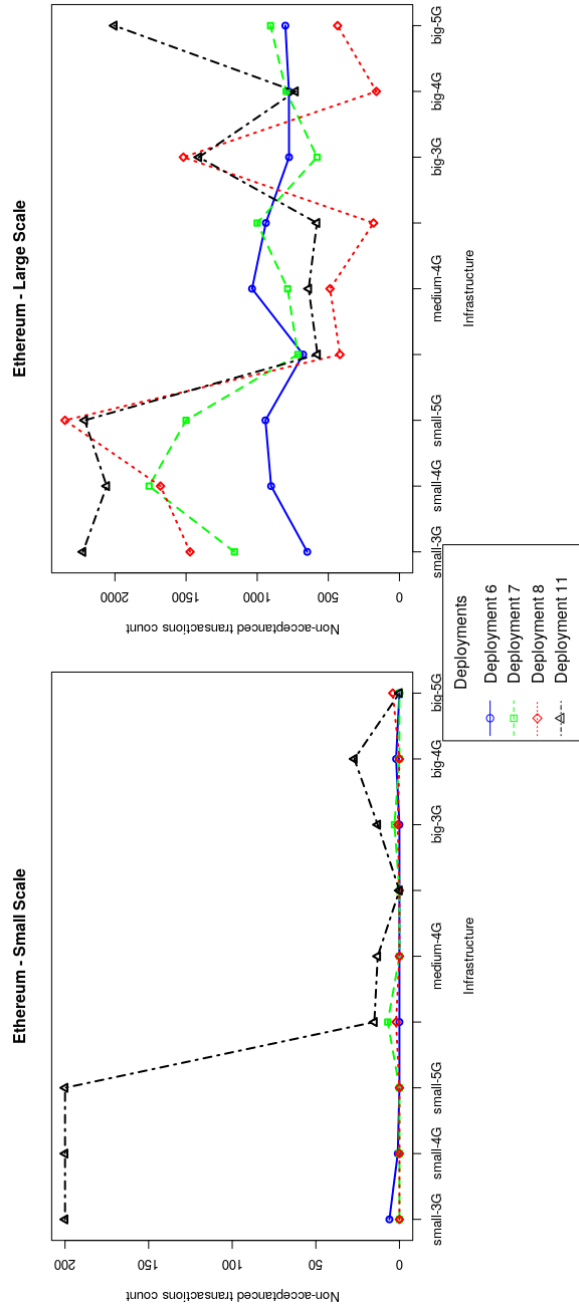 Ethereum - Small Scale
Non-acceptanced transactions count
200
150
100
50
0
small-3G small-4G small-5G medium-4G big-3G big-4G big-5G
Infrastructure
Ethereum - Large Scale
Non-acceptanced transactions count
2000
1500
1000
500
0
small-3G small-4G small-5G medium-4G big-3G big-4G big-5G
Infrastructure
Deployments
Deployment 6
Deployment 7
Deployment 8
Deployment 11